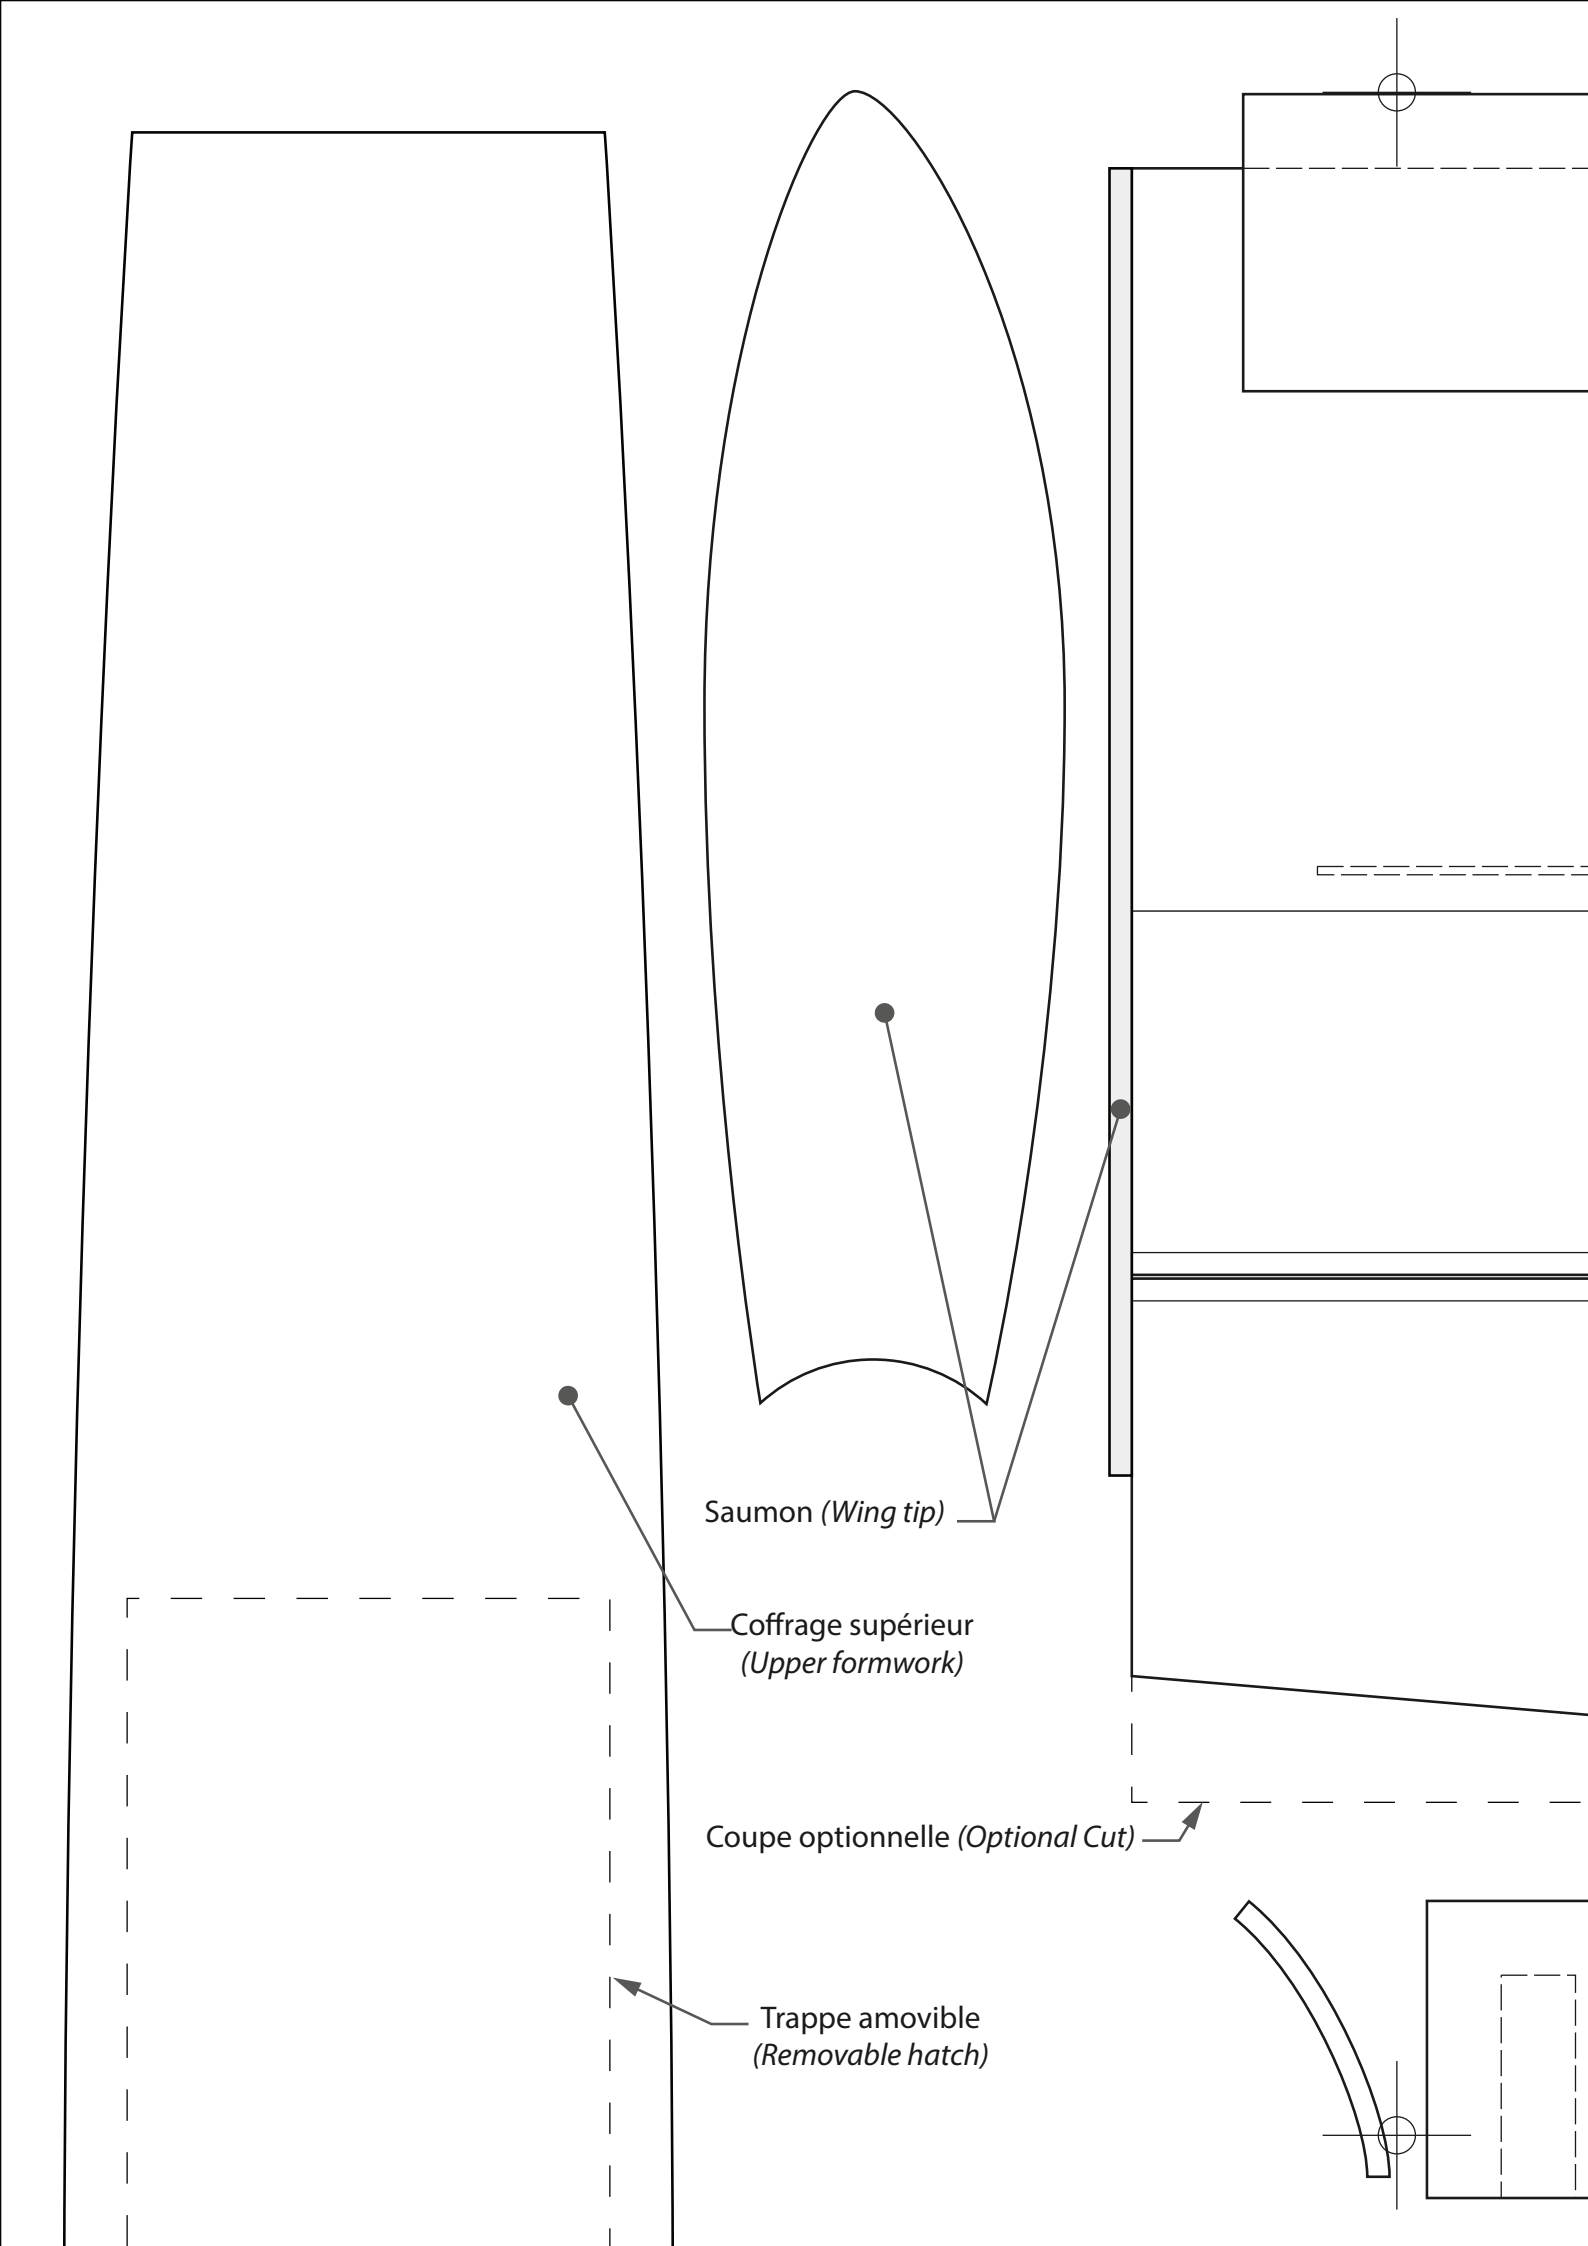 Saumon (Wing tip)
Coffrage supérieur
(Upper formwork)
Coupe optionnelle (Optional Cut)
Trappe amovible
(Removable hatch)